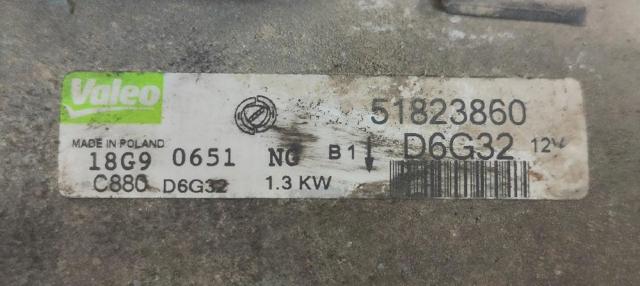 Valeo
51823860
MADE IN POLAND
18G9 0651 NG B1 D6G32 12V
C880 D6G32 1.3 KW